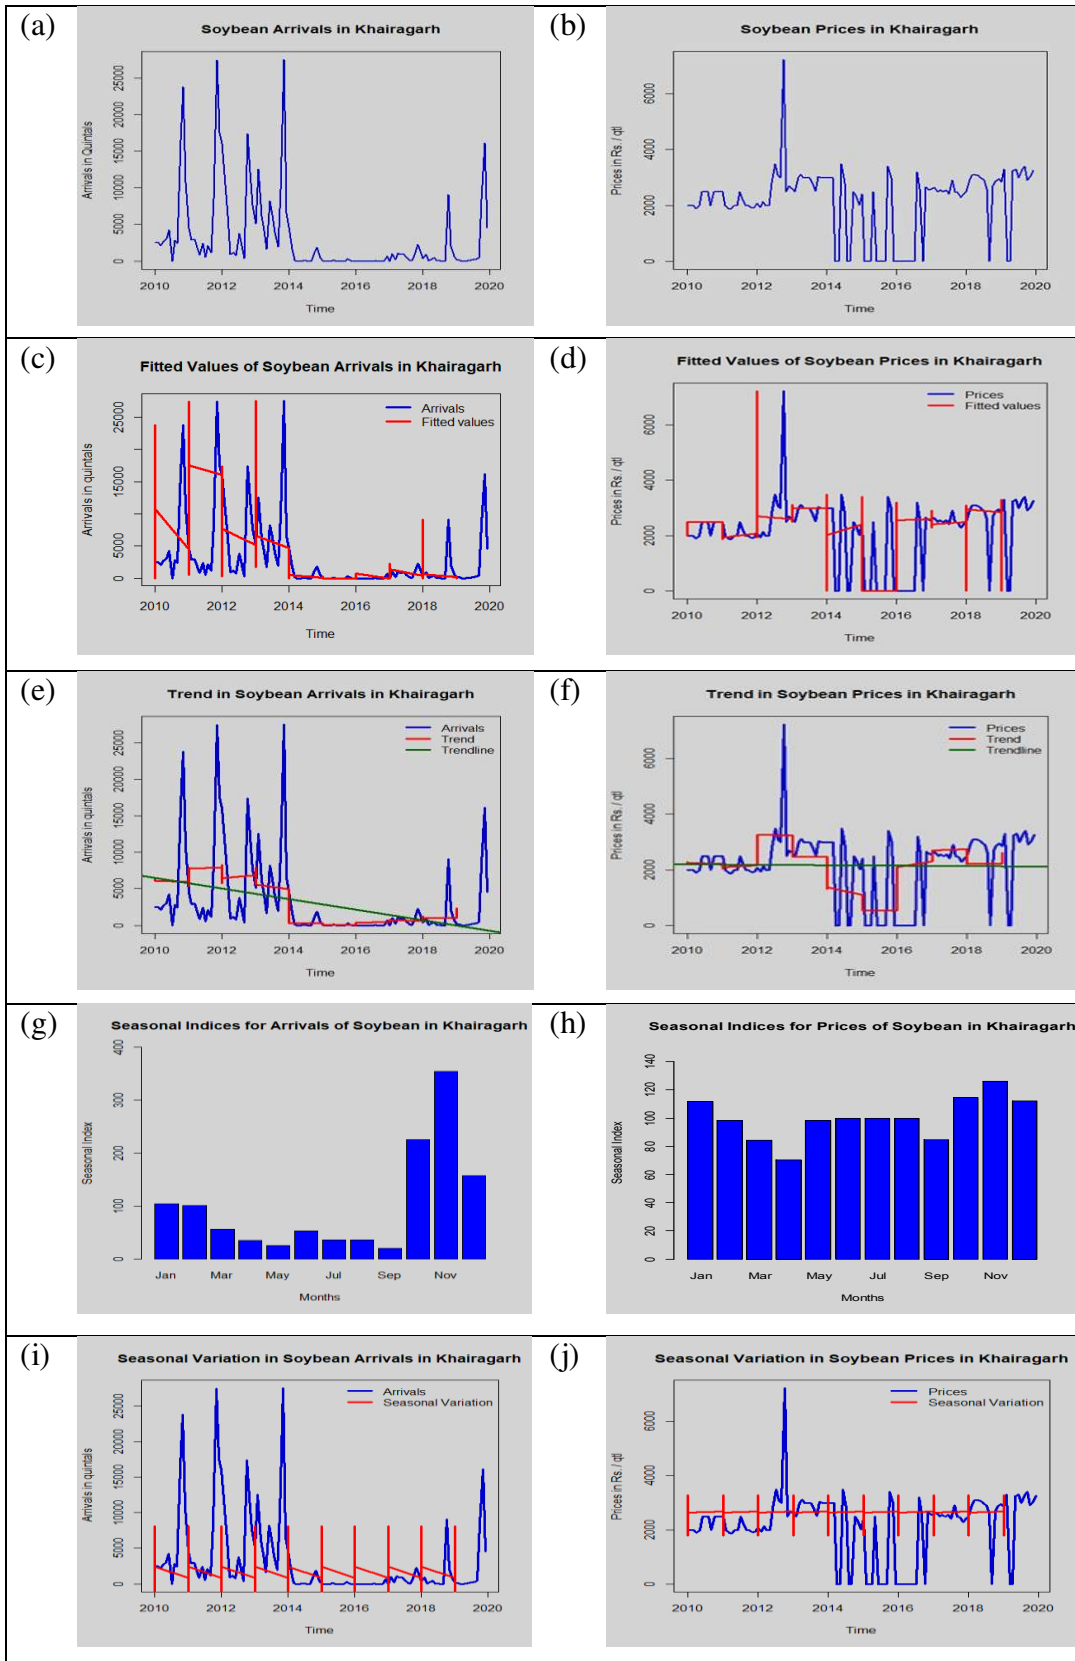 (a)
Soybean Arrivals in Khairagarh
Arrivals in Quintals
0 5000 10000 15000 20000 25000
2010 2012 2014 2016 2018 2020
Time
(b)
Soybean Prices in Khairagarh
Prices in Rs. / qtl
0 2000 4000 6000
2010 2012 2014 2016 2018 2020
Time
(c)
Fitted Values of Soybean Arrivals in Khairagarh
Arrivals
Fitted values
Arrivals in quintals
0 5000 15000 25000
2010 2012 2014 2016 2018 2020
Time
(d)
Fitted Values of Soybean Prices in Khairagarh
Prices
Fitted values
Prices in Rs. / qtl
0 2000 4000 6000
2010 2012 2014 2016 2018 2020
Time
(e)
Trend in Soybean Arrivals in Khairagarh
Arrivals
Trend
Trendline
Arrivals in quintals
0 5000 10000 15000 20000 25000
2010 2012 2014 2016 2018 2020
Time
(f)
Trend in Soybean Prices in Khairagarh
Prices
Trend
Trendline
Prices in Rs. / qtl
0 2000 4000 6000
2010 2012 2014 2016 2018 2020
Time
(g)
Seasonal Indices for Arrivals of Soybean in Khairagarh
Seasonal Index
0 100 200 300 400
Jan Mar May Jul Sep Nov
Months
(h)
Seasonal Indices for Prices of Soybean in Khairagarh
Seasonal Index
0 20 40 60 80 100 120 140
Jan Mar May Jul Sep Nov
Months
(i)
Seasonal Variation in Soybean Arrivals in Khairagarh
Arrivals
Seasonal Variation
Arrivals in quintals
0 5000 10000 15000 20000 25000
2010 2012 2014 2016 2018 2020
Time
(j)
Seasonal Variation in Soybean Prices in Khairagarh
Prices
Seasonal Variation
Prices in Rs. / qtl
0 2000 4000 6000
2010 2012 2014 2016 2018 2020
Time